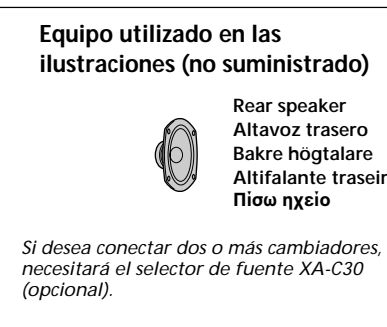 Equipo utilizado en las
ilustraciones (no suministrado)
Rear speaker
Altavoz trasero
Bakre högtalare
Altifalante traseir
Πίσω ηχείο
Si desea conectar dos o más cambiadores,
necesitará el selector de fuente XA-C30
(opcional).